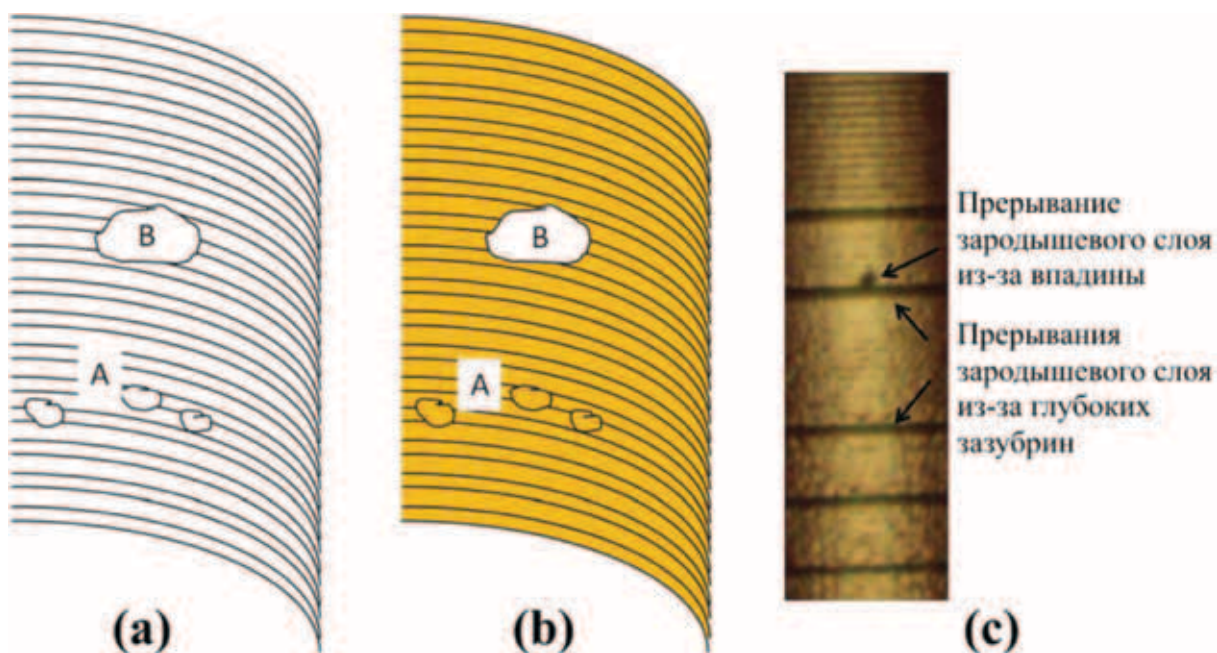 B
A
(a)
B
A
(b)
Прерывание
зародышевого слоя
из-за впадины
Прерывания
зародышевого слоя
из-за глубоких
зазубрин
(c)